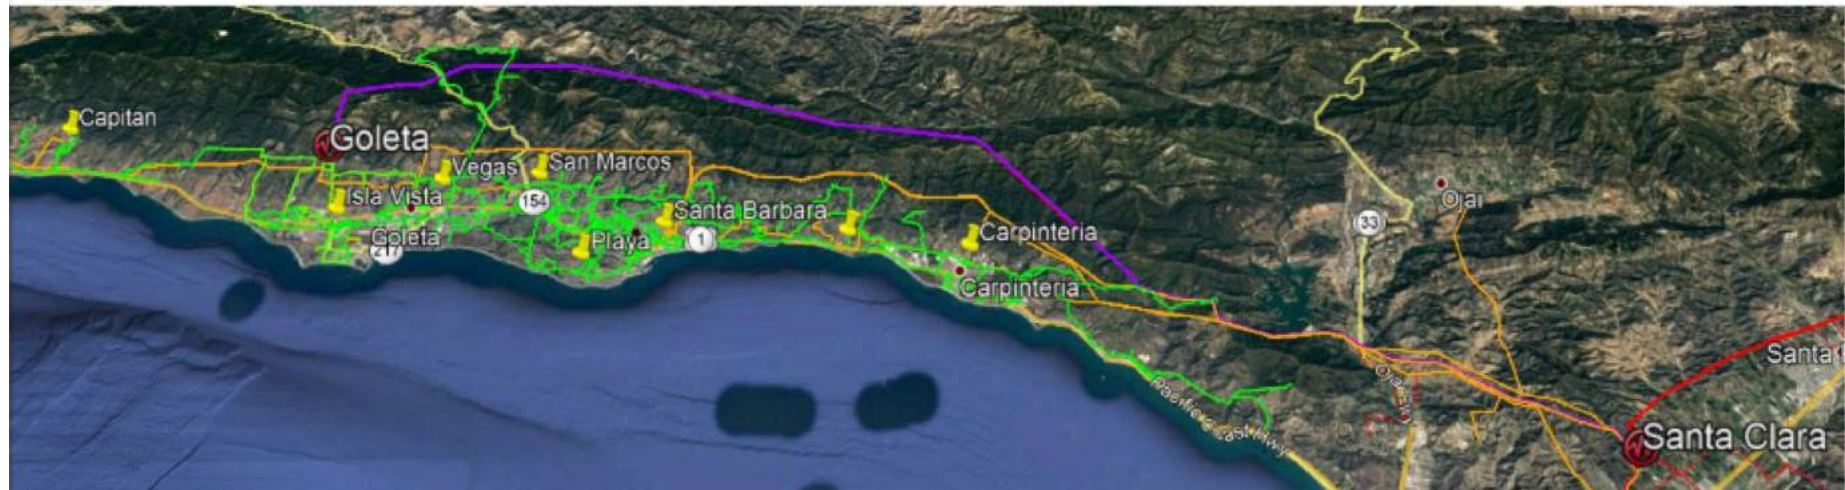 Capitan
Goleta
Vegas
San Marcos
Isla Vista
154
Goleta
217
Playa
Santa Barbara
1
Carpinteria
Carpinteria
Ojai
33
Santa
Pacific Coast Hwy
Santa Clara